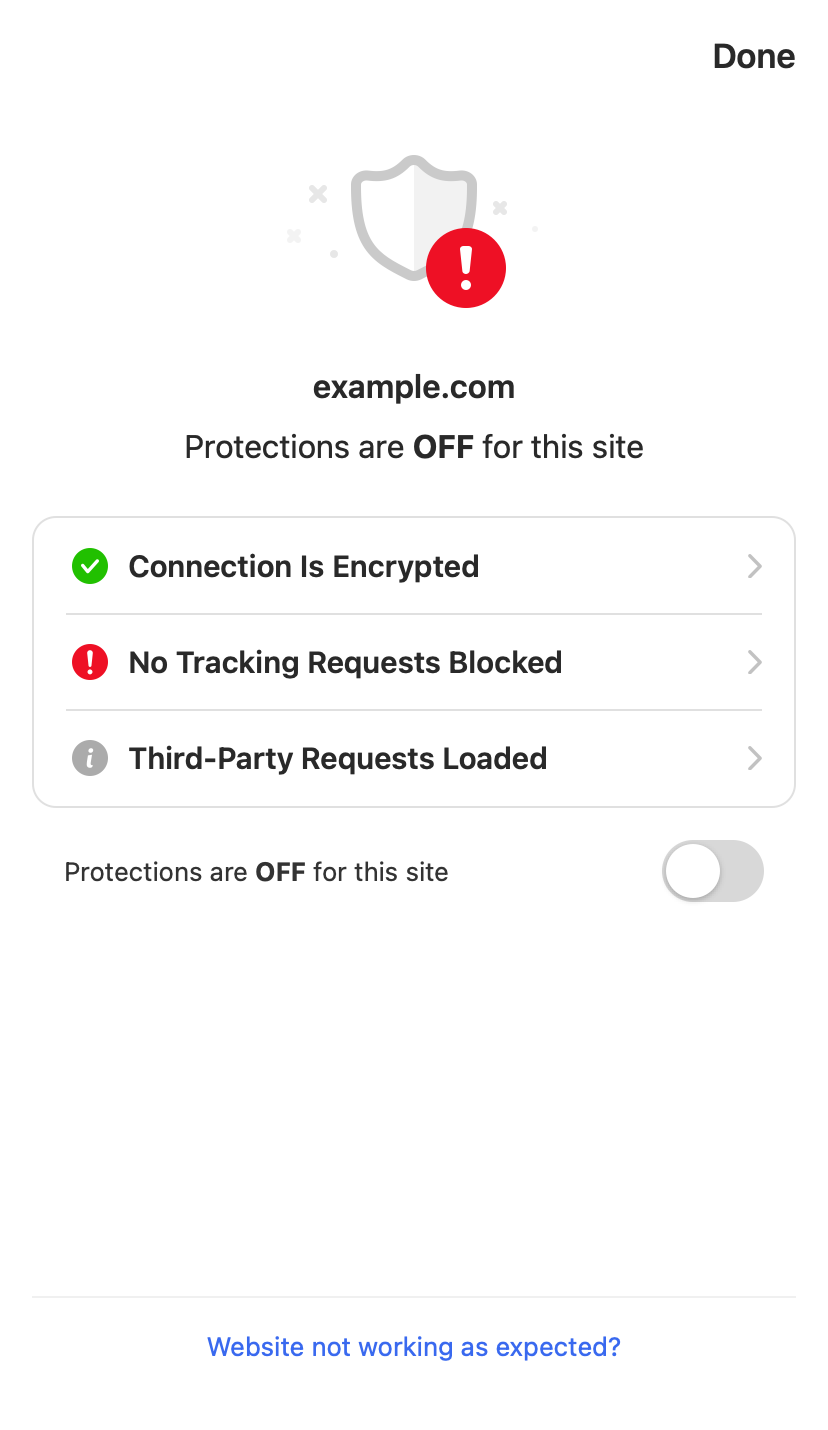 Done
example.com
Protections are OFF for this site
Connection Is Encrypted
No Tracking Requests Blocked
Third-Party Requests Loaded
Protections are OFF for this site
Website not working as expected?